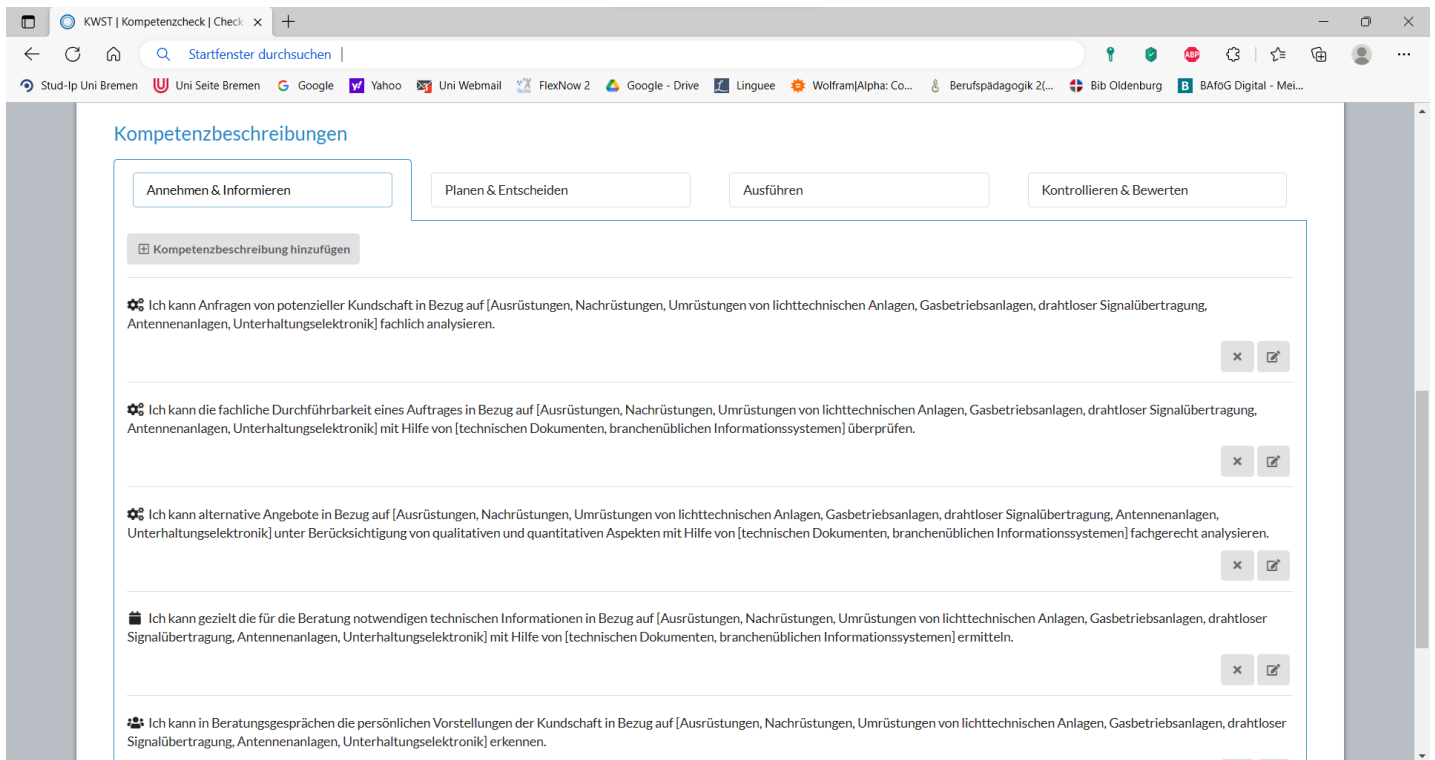 KWST | Kompetenzcheck | Check
Startfenster durchsuchen
ABP
Stud-Ip Uni Bremen
Uni Seite Bremen
Google
Yahoo
Uni Webmail
FlexNow 2
Google - Drive
Linguee
Wolfram|Alpha: Co...
Berufspädagogik 2(...
Bib Oldenburg
B BAföG Digital - Mei...
Kompetenzbeschreibungen
Annehmen & Informieren
Planen & Entscheiden
Ausführen
Kontrollieren & Bewerten
Kompetenzbeschreibung hinzufügen
Ich kann Anfragen von potenzieller Kundschaft in Bezug auf [Ausrüstungen, Nachrüstungen, Umrüstungen von lichttechnischen Anlagen, Gasbetriebsanlagen, drahtloser Signalübertragung,
Antennenanlagen, Unterhaltungselektronik] fachlich analysieren.
Ich kann die fachliche Durchführbarkeit eines Auftrages in Bezug auf [Ausrüstungen, Nachrüstungen, Umrüstungen von lichttechnischen Anlagen, Gasbetriebsanlagen, drahtloser Signalübertragung,
Antennenanlagen, Unterhaltungselektronik] mit Hilfe von [technischen Dokumenten, branchenüblichen Informationssystemen] überprüfen.
Ich kann alternative Angebote in Bezug auf [Ausrüstungen, Nachrüstungen, Umrüstungen von lichttechnischen Anlagen, Gasbetriebsanlagen, drahtloser Signalübertragung, Antennenanlagen,
Unterhaltungselektronik] unter Berücksichtigung von qualitativen und quantitativen Aspekten mit Hilfe von [technischen Dokumenten, branchenüblichen Informationssystemen] fachgerecht analysieren.
Ich kann gezielt die für die Beratung notwendigen technischen Informationen in Bezug auf [Ausrüstungen, Nachrüstungen, Umrüstungen von lichttechnischen Anlagen, Gasbetriebsanlagen, drahtloser
Signalübertragung, Antennenanlagen, Unterhaltungselektronik] mit Hilfe von [technischen Dokumenten, branchenüblichen Informationssystemen] ermitteln.
Ich kann in Beratungsgesprächen die persönlichen Vorstellungen der Kundschaft in Bezug auf [Ausrüstungen, Nachrüstungen, Umrüstungen von lichttechnischen Anlagen, Gasbetriebsanlagen, drahtloser
Signalübertragung, Antennenanlagen, Unterhaltungselektronik] erkennen.